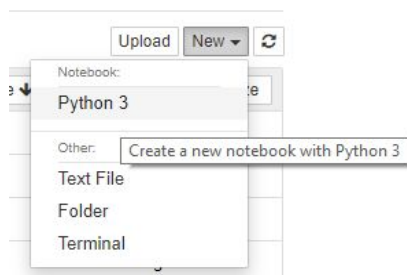 Upload New
Notebook:
Python 3
Other:
Create a new notebook with Python 3
Text File
Folder
Terminal